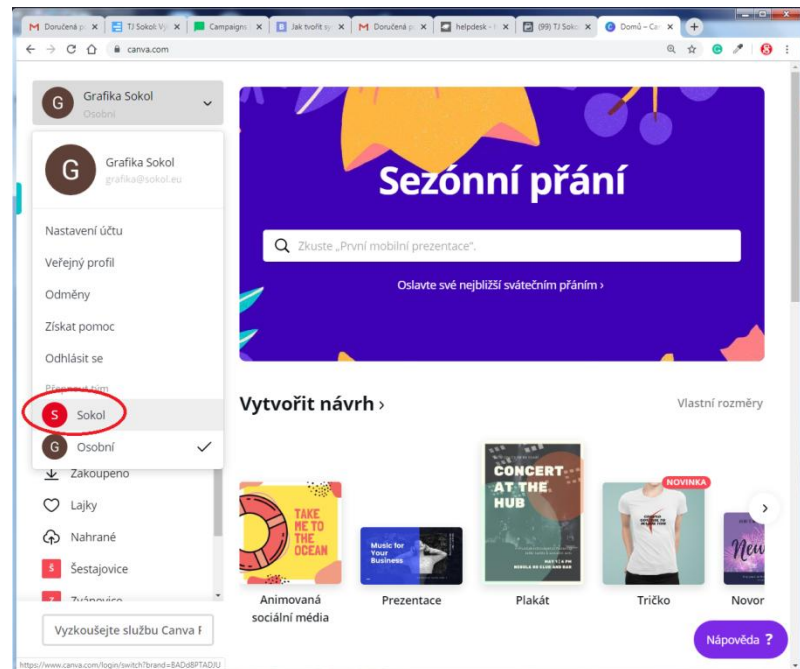 Doručená p
TJ Sokol: Vý
Campaigns
Jak tvořit sy
Doručená p
helpdesk -
(99) TJ Soko
Domů – Can
canva.com
G
Grafika Sokol
Osobní
G
Grafika Sokol
grafika@sokol.eu
Nastavení účtu
Veřejný profil
Odměny
Získat pomoc
Odhlásit se
Přepnout tým
S Sokol
G Osobní
Zakoupeno
Lajky
Nahrané
Š Šestajovice
Z Zvánovice
Vyzkoušejte službu Canva F
Sezónní přání
Zkuste „První mobilní prezentace“.
Oslavte své nejbližší svátečním přáním ›
Vytvořit návrh ›
Vlastní rozměry
TAKE
ME TO
THE
OCEAN
Music for
Your
Business
CONCERT
AT THE
HUB
NOVINKA
New
Animovaná
sociální média
Prezentace
Plakát
Tričko
Novor
Nápověda ?
https://www.canva.com/login/switch?brand=BADd8PTADJU